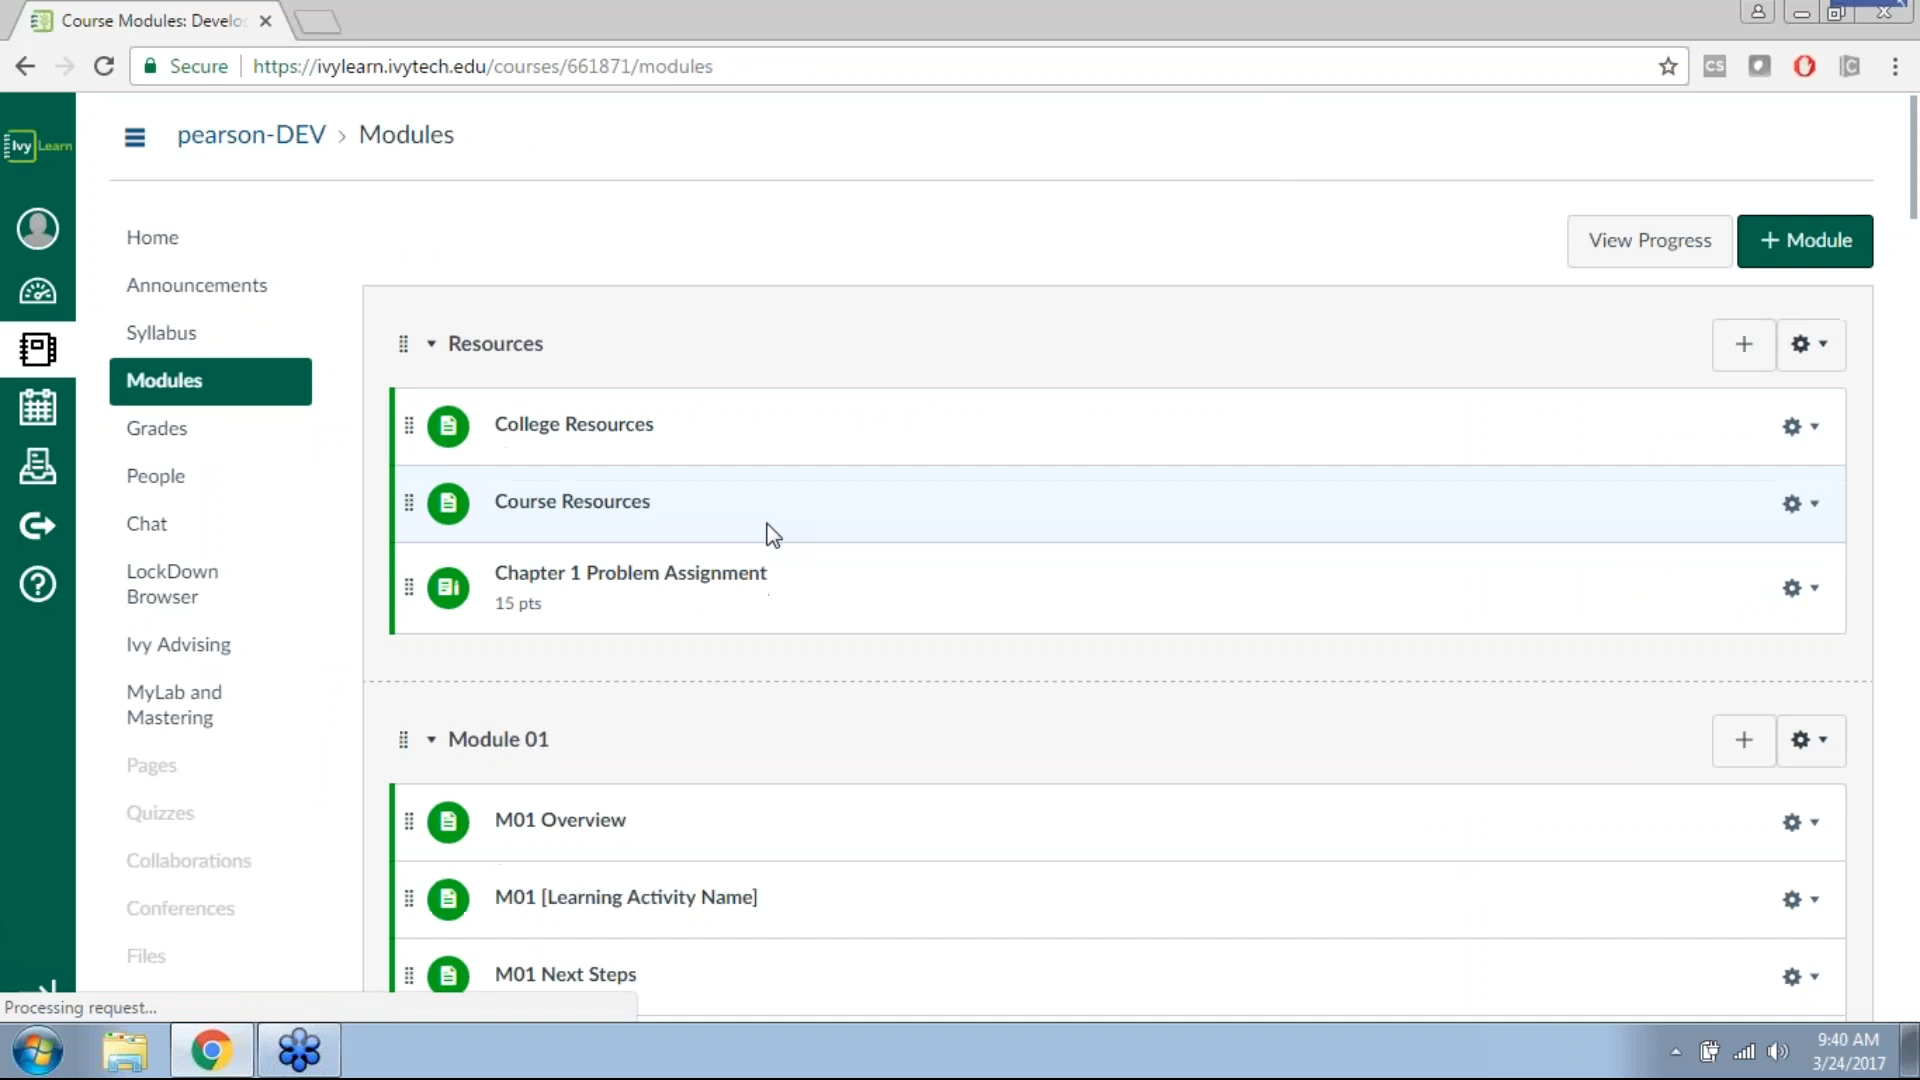 Course Modules: Develo
Secure
https://ivylearn.ivytech.edu/courses/661871/modules
CS
C
Ivy Learn
pearson-DEV > Modules
Home
Announcements
Syllabus
Modules
Grades
People
Chat
LockDown
Browser
Ivy Advising
MyLab and
Mastering
Pages
Quizzes
Collaborations
Conferences
Files
View Progress
+ Module
Resources
College Resources
Course Resources
Chapter 1 Problem Assignment
15 pts
Module 01
M01 Overview
M01 [Learning Activity Name]
M01 Next Steps
Processing request...
9:40 AM
3/24/2017